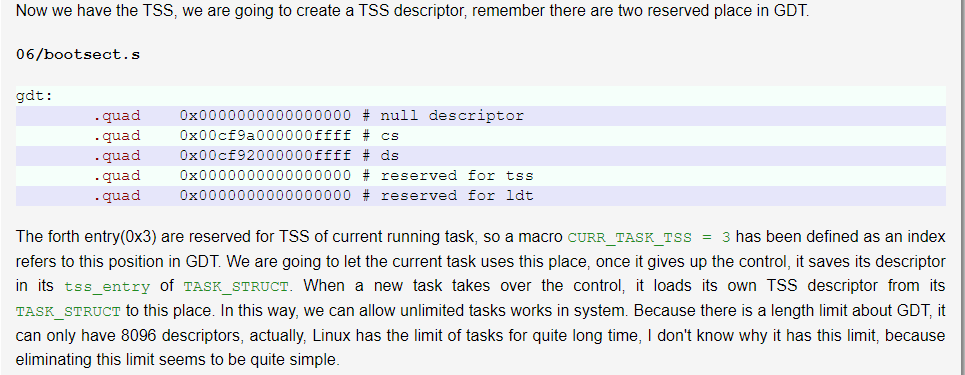 Now we have the TSS, we are going to create a TSS descriptor, remember there are two reserved place in GDT.
06/bootsect.s
gdt:
.quad 0x0000000000000000 # null descriptor
.quad 0x00cf9a000000ffff # cs
.quad 0x00cf92000000ffff # ds
.quad 0x0000000000000000 # reserved for tss
.quad 0x0000000000000000 # reserved for ldt
The forth entry(0x3) are reserved for TSS of current running task, so a macro CURR_TASK_TSS = 3 has been defined as an index
refers to this position in GDT. We are going to let the current task uses this place, once it gives up the control, it saves its descriptor
in its tss_entry of TASK_STRUCT. When a new task takes over the control, it loads its own TSS descriptor from its
TASK_STRUCT to this place. In this way, we can allow unlimited tasks works in system. Because there is a length limit about GDT, it
can only have 8096 descriptors, actually, Linux has the limit of tasks for quite long time, I don't know why it has this limit, because
eliminating this limit seems to be quite simple.